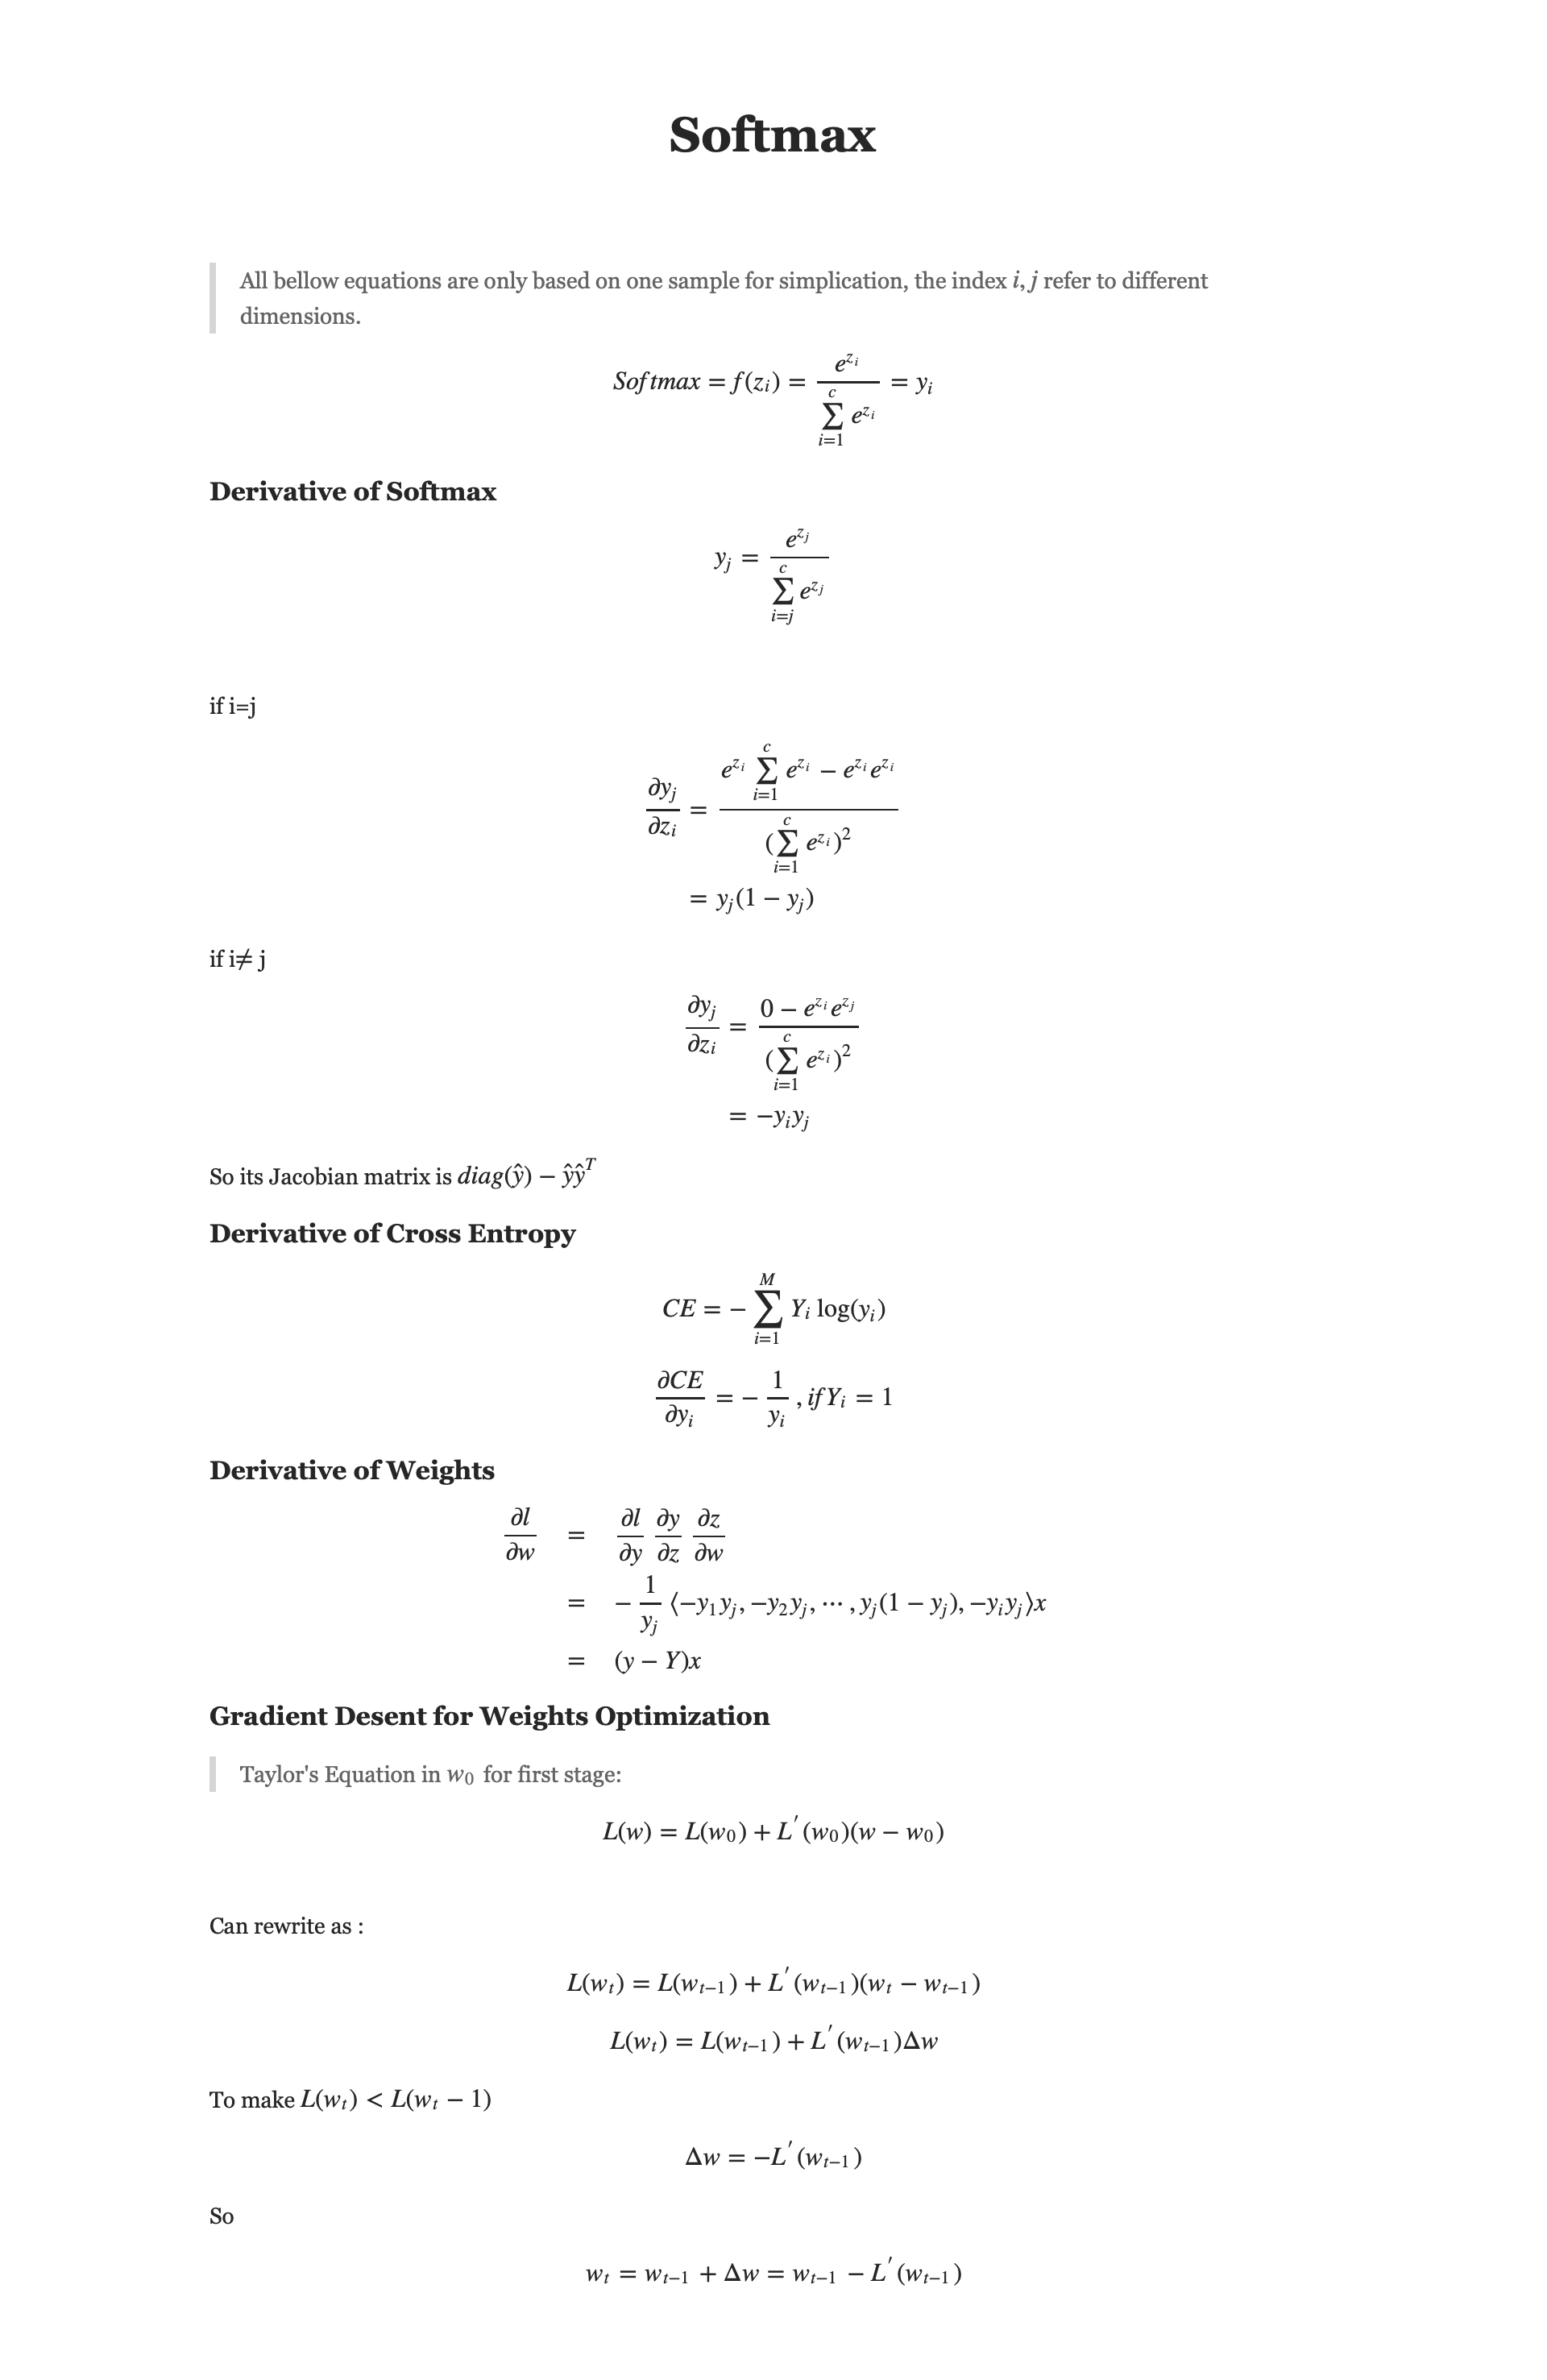 Softmax
All bellow equations are only based on one sample for simplication, the index i, j refer to different
dimensions.
$Softmax = f(z_i) = \frac{e^{z_i}}{\sum_{i=1}^{c} e^{z_i}} = y_i$
Derivative of Softmax
$y_j = \frac{e^{z_j}}{\sum_{i=j}^{c} e^{z_j}}$
if i=j
$\frac{\partial y_j}{\partial z_i} = \frac{e^{z_i} \sum_{i=1}^{c} e^{z_i} - e^{z_i} e^{z_i}}{(\sum_{i=1}^{c} e^{z_i})^2}$
$= y_j(1 - y_j)$
if i≠ j
$\frac{\partial y_j}{\partial z_i} = \frac{0 - e^{z_i} e^{z_j}}{(\sum_{i=1}^{c} e^{z_i})^2}$
$= -y_i y_j$
So its Jacobian matrix is $diag(\hat{y}) - \hat{y}\hat{y}^T$
Derivative of Cross Entropy
$CE = -\sum_{i=1}^{M} Y_i \log(y_i)$
$\frac{\partial CE}{\partial y_i} = -\frac{1}{y_i}, if Y_i = 1$
Derivative of Weights
$\frac{\partial l}{\partial w} = \frac{\partial l}{\partial y} \frac{\partial y}{\partial z} \frac{\partial z}{\partial w}$
$= -\frac{1}{y_j} \langle -y_1 y_j, -y_2 y_j, \cdots, y_j(1 - y_j), -y_i y_j \rangle x$
$= (y - Y)x$
Gradient Desent for Weights Optimization
Taylor's Equation in $w_0$ for first stage:
$L(w) = L(w_0) + L^{'}(w_0)(w - w_0)$
Can rewrite as :
$L(w_t) = L(w_{t-1}) + L^{'}(w_{t-1})(w_t - w_{t-1})$
$L(w_t) = L(w_{t-1}) + L^{'}(w_{t-1})\Delta w$
To make $L(w_t) < L(w_t - 1)$
$\Delta w = -L^{'}(w_{t-1})$
So
$w_t = w_{t-1} + \Delta w = w_{t-1} - L^{'}(w_{t-1})$